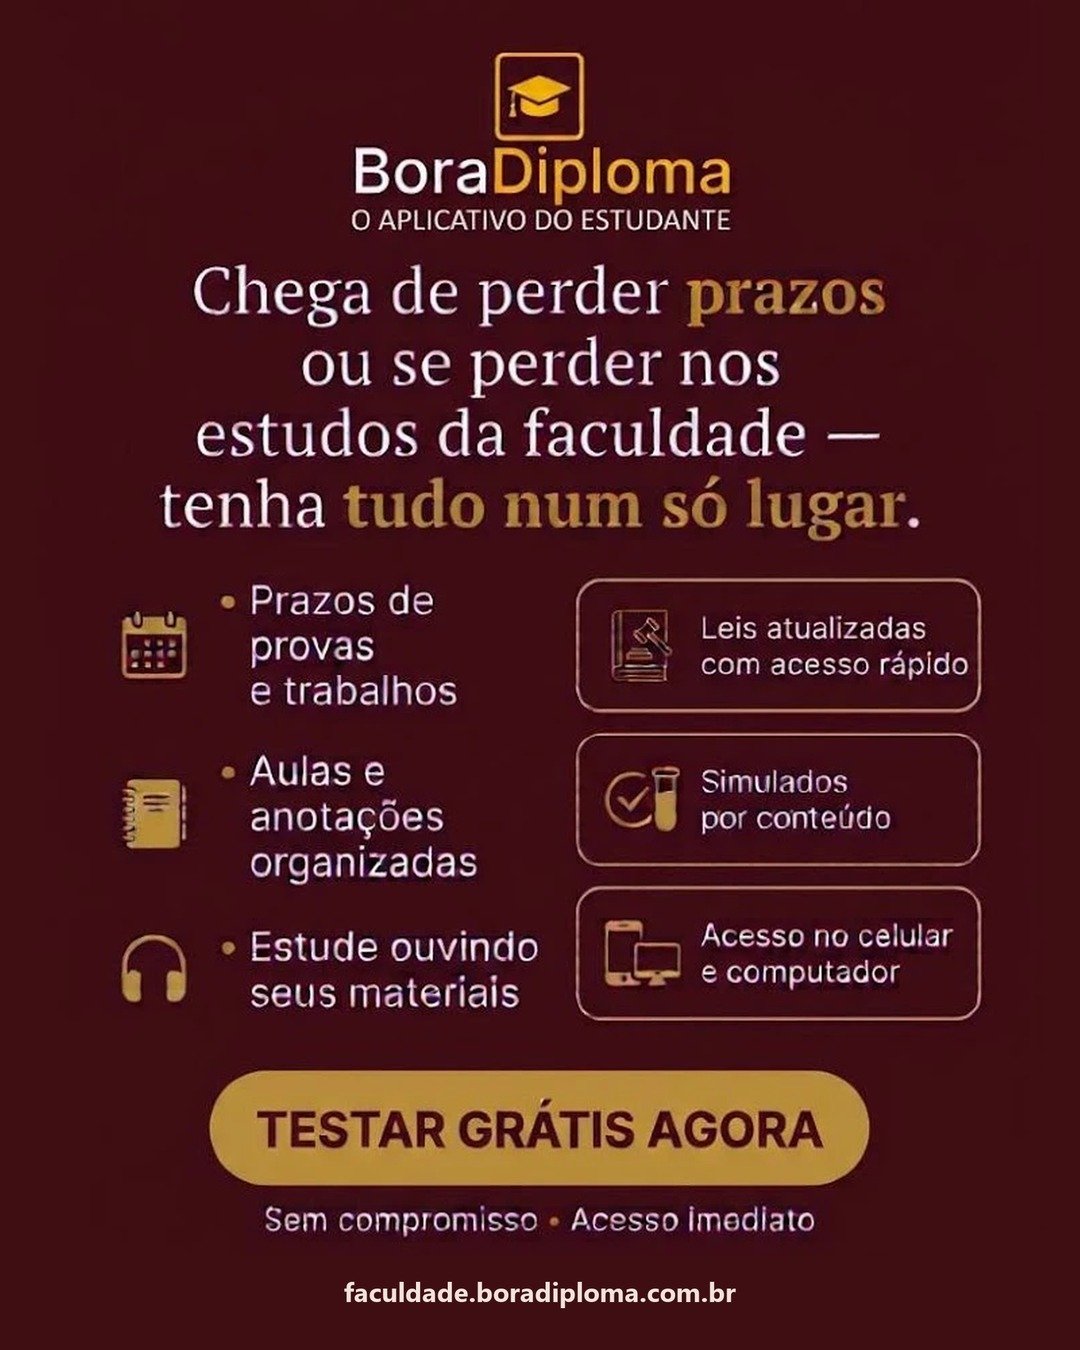 BoraDiploma
O APLICATIVO DO ESTUDANTE
Chega de perder prazos
ou se perder nos
estudos da faculdade —
tenha tudo num só lugar.
• Prazos de
provas
e trabalhos
• Aulas e
anotações
organizadas
• Estude ouvindo
seus materiais
Leis atualizadas
com acesso rápido
Simulados
por conteúdo
Acesso no celular
e computador
TESTAR GRÁTIS AGORA
Sem compromisso • Acesso imediato
faculdade.boradiploma.com.br